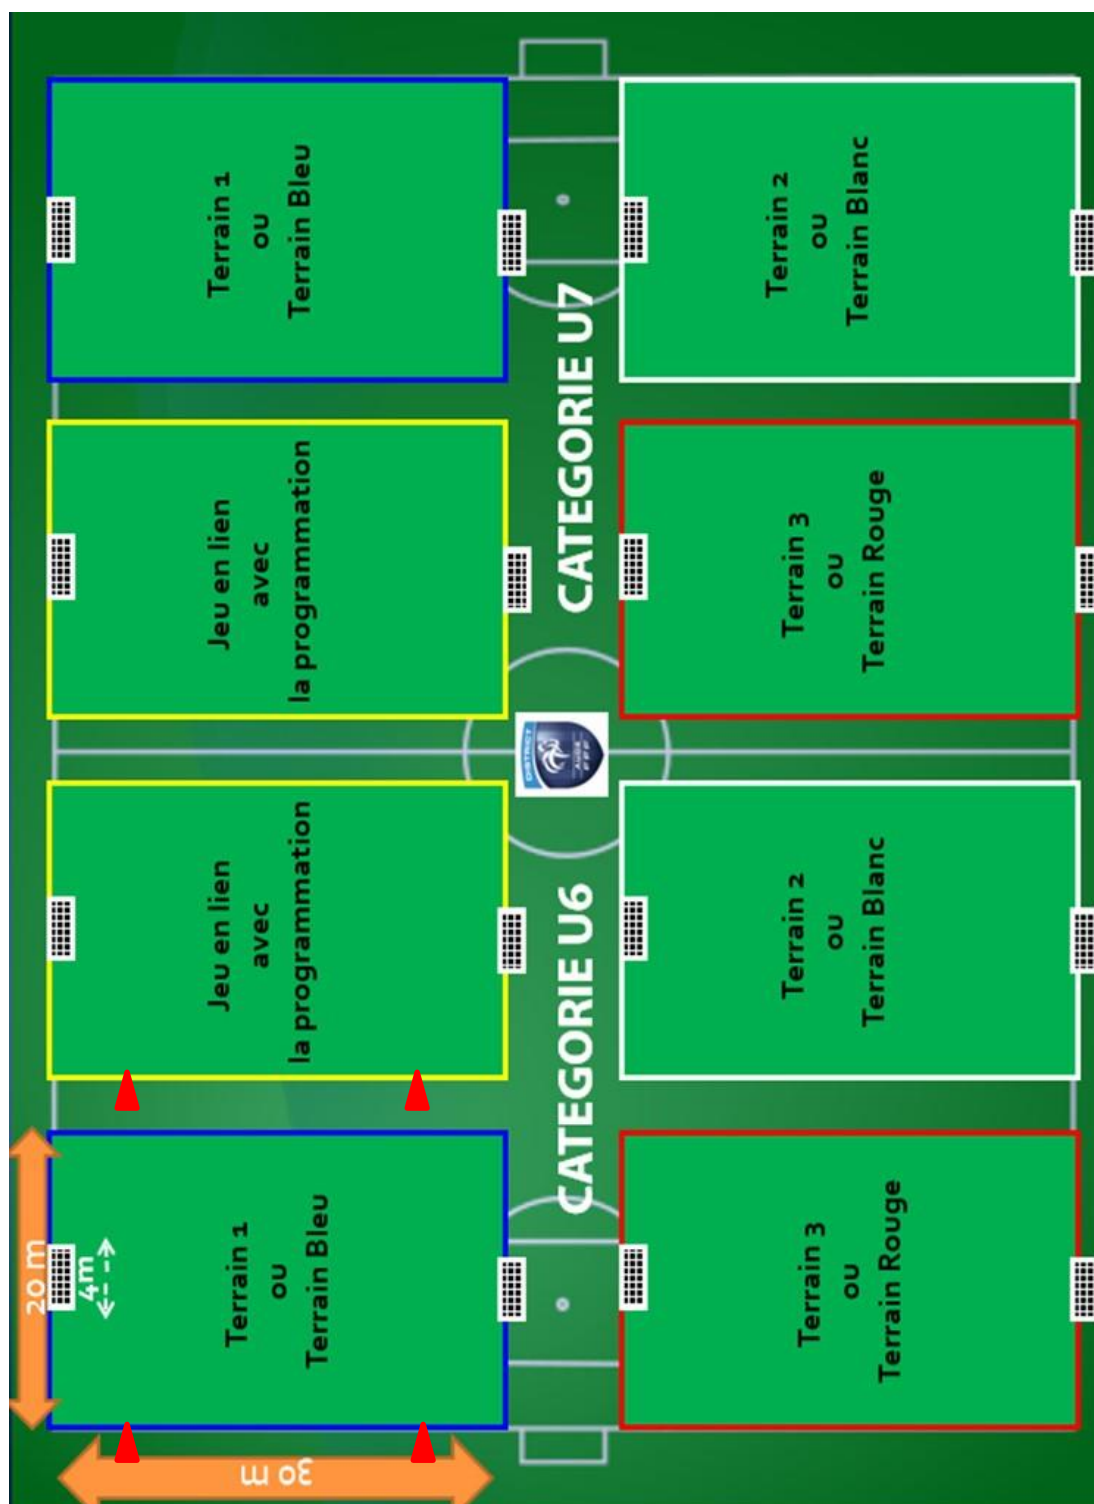 CATEGORIE U6
CATEGORIE U7
Terrain 1
ou
Terrain Bleu
Jeu en lien
avec
la programmation
Jeu en lien
avec
la programmation
Terrain 1
ou
Terrain Bleu
Terrain 3
ou
Terrain Rouge
Terrain 2
ou
Terrain Blanc
Terrain 3
ou
Terrain Rouge
Terrain 2
ou
Terrain Blanc
20 m
4m
30 m
DISTRICT
AUDE